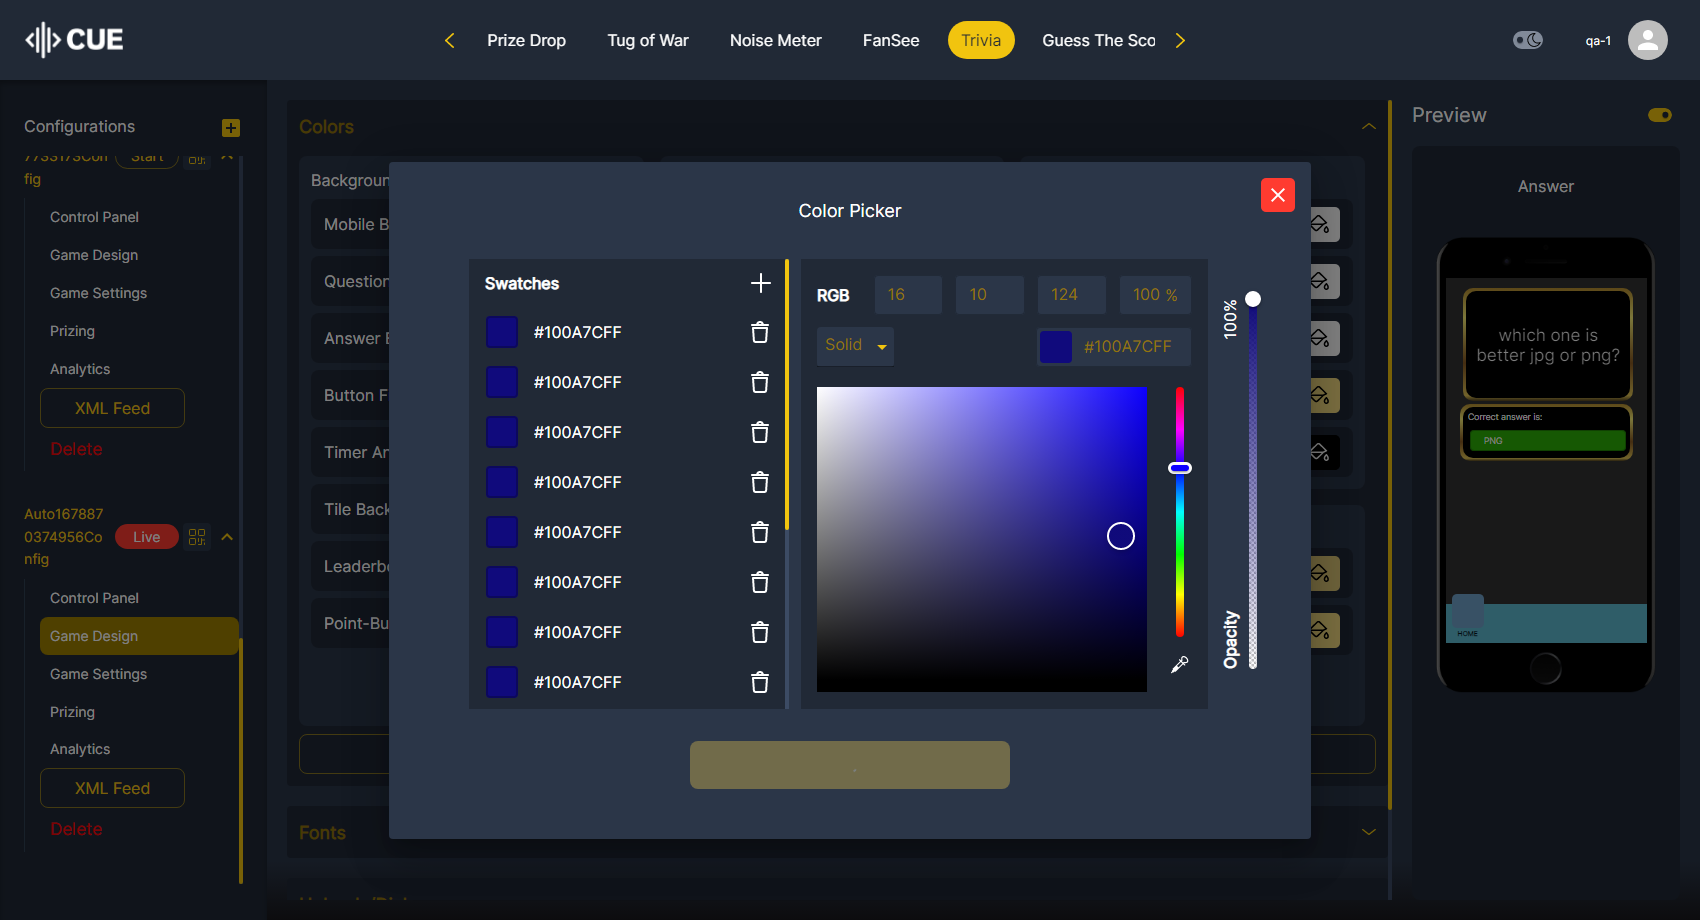 CUE
Prize Drop
Tug of War
Noise Meter
FanSee
Trivia
Guess The Sco
qa-1
Configurations
7733173Con
fig
Start
Control Panel
Game Design
Game Settings
Prizing
Analytics
XML Feed
Delete
Auto167887
0374956Co
nfig
Live
Control Panel
Game Design
Game Settings
Prizing
Analytics
XML Feed
Delete
Colors
Backgroun
Mobile B
Question
Answer
Button F
Timer An
Tile Back
Leaderb
Point-Bu
Fonts
Color Picker
Swatches
#100A7CFF
#100A7CFF
#100A7CFF
#100A7CFF
#100A7CFF
#100A7CFF
#100A7CFF
#100A7CFF
RGB
16
10
124
100 %
Solid
#100A7CFF
100%
Opacity
Preview
Answer
which one is
better jpg or png?
Correct answer is:
PNG
HOME